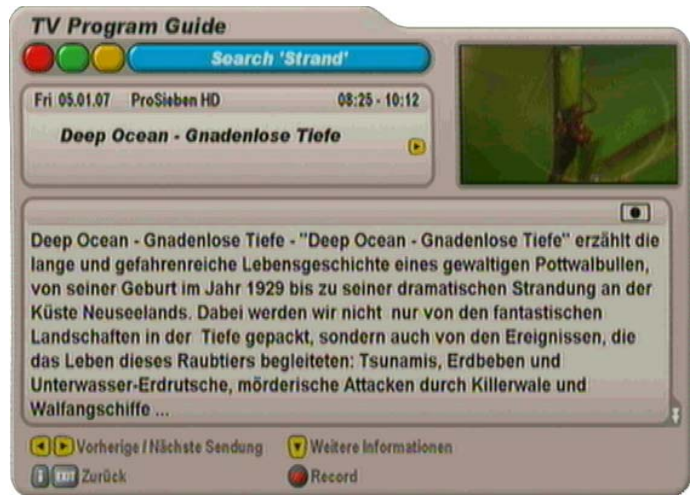 TV Program Guide
Search 'Strand'
Fri 05.01.07 ProSieben HD 08:25 - 10:12
Deep Ocean - Gnadenlose Tiefe
Deep Ocean - Gnadenlose Tiefe - "Deep Ocean - Gnadenlose Tiefe" erzählt die
lange und gefahrenreiche Lebensgeschichte eines gewaltigen Pottwalbullen,
von seiner Geburt im Jahr 1929 bis zu seiner dramatischen Strandung an der
Küste Neuseelands. Dabei werden wir nicht nur von den fantastischen
Landschaften in der Tiefe gepackt, sondern auch von den Ereignissen, die
das Leben dieses Raubtiers begleiteten: Tsunamis, Erdbeben und
Unterwasser-Erdrutsche, mörderische Attacken durch Killerwale und
Walfangschiffe ...
Vorherige / Nächste Sendung Weitere Informationen
i EXIT Zurück Record